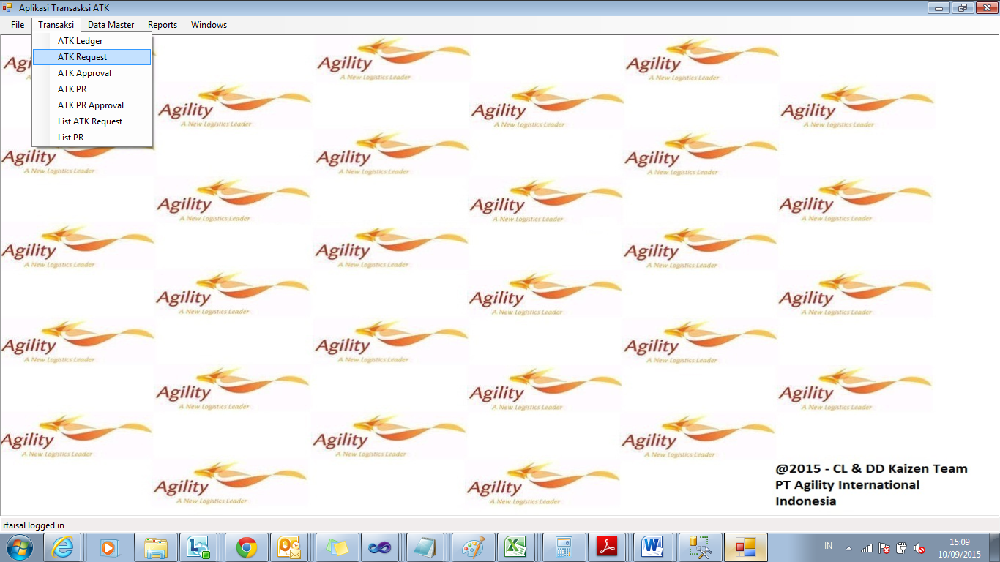 Aplikasi Transasksi ATK
File Transaksi Data Master Reports Windows
ATK Ledger
ATK Request
ATK Approval
ATK PR
ATK PR Approval
List ATK Request
List PR
Agility
A New Logistics Leader
Agility
A New Logistics Leader
Agility
A New Logistics Leader
Agility
A New Logistics Leader
Agility
A New Logistics Leader
Agility
A New Logistics Leader
Agility
A New Logistics Leader
Agility
A New Logistics Leader
Agility
A New Logistics Leader
Agility
A New Logistics Leader
Agility
A New Logistics Leader
Agility
A New Logistics Leader
Agility
A New Logistics Leader
Agility
A New Logistics Leader
Agility
A New Logistics Leader
Agility
A New Logistics Leader
Agility
A New Logistics Leader
Agility
A New Logistics Leader
Agility
A New Logistics Leader
Agility
A New Logistics Leader
Agility
A New Logistics Leader
Agility
A New Logistics Leader
Agility
A New Logistics Leader
Agility
A New Logistics Leader
Agility
A New Logistics Leader
Agility
A New Logistics Leader
Agility
A New Logistics Leader
Agility
A New Logistics Leader
@2015 - CL & DD Kaizen Team
PT Agility International
Indonesia
rfaisal logged in
IN
15:09
10/09/2015